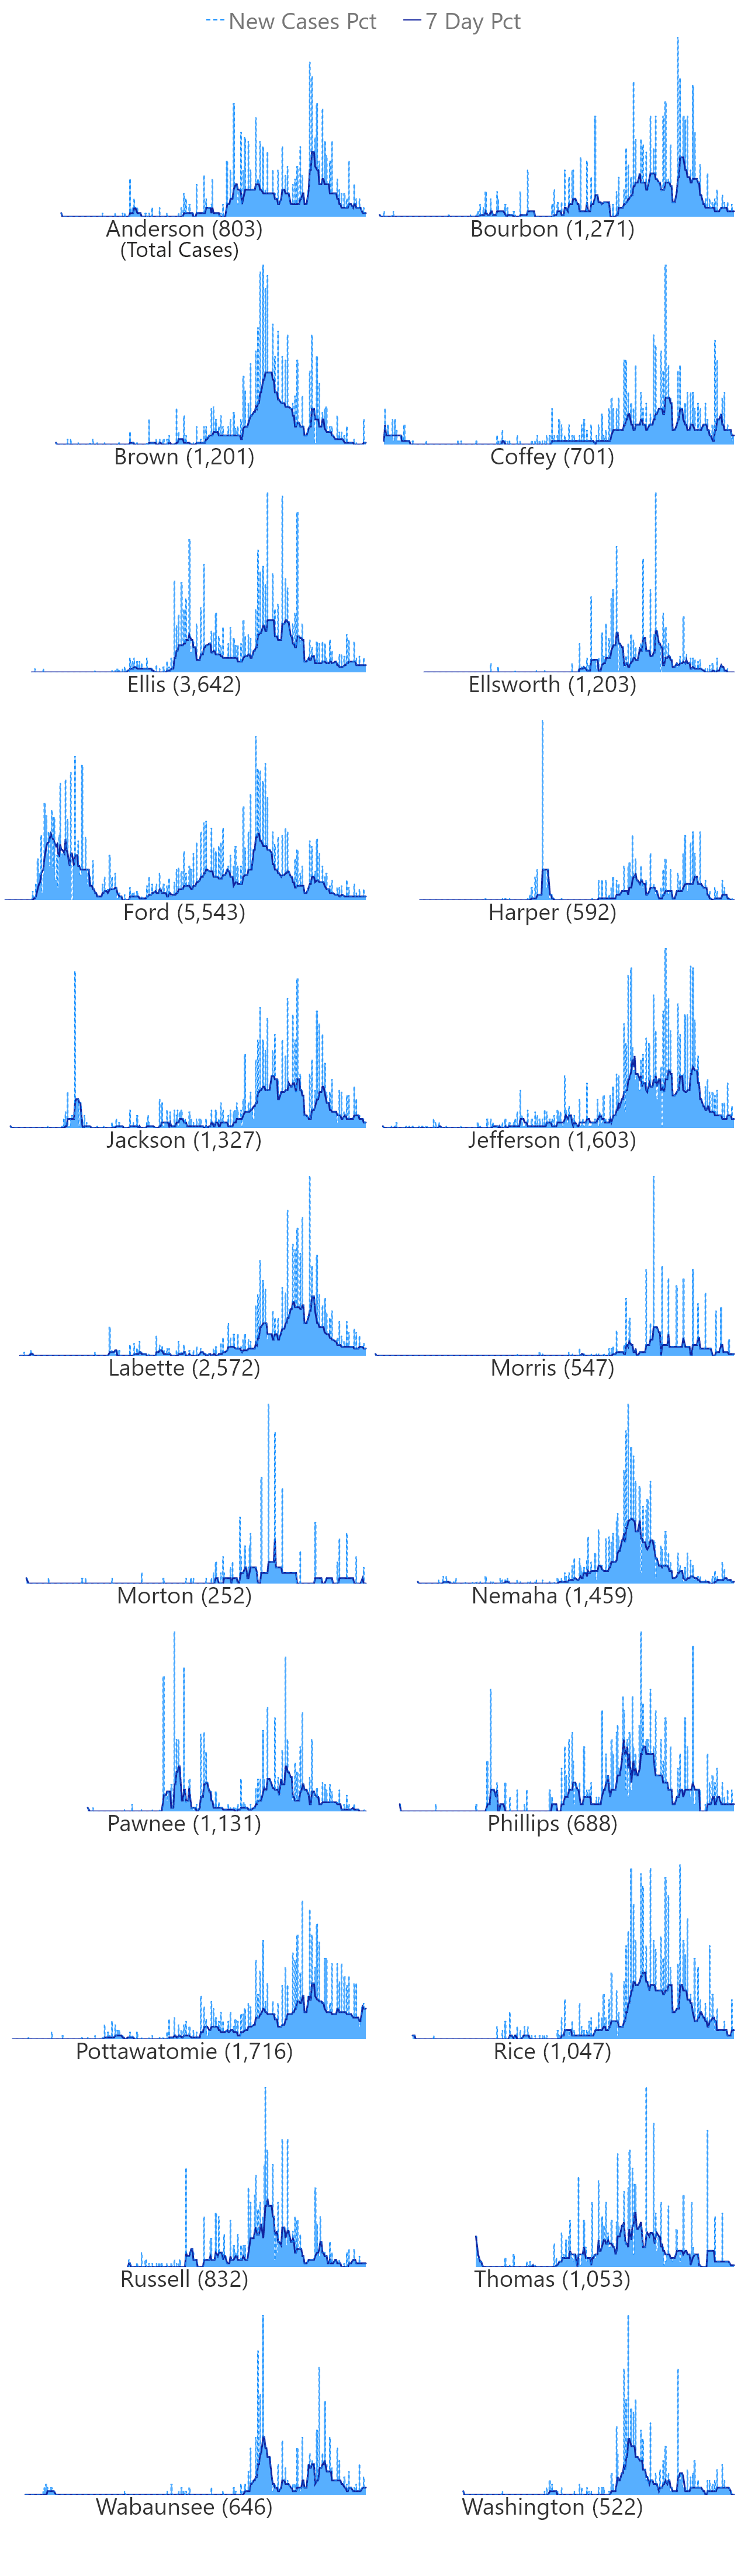 New Cases Pct 7 Day Pct
Anderson (803) Bourbon (1,271)
(Total Cases)
Brown (1,201) Coffey (701)
Ellis (3,642) Ellsworth (1,203)
Ford (5,543) Harper (592)
Jackson (1,327) Jefferson (1,603)
Labette (2,572) Morris (547)
Morton (252) Nemaha (1,459)
Pawnee (1,131) Phillips (688)
Pottawatomie (1,716) Rice (1,047)
Russell (832) Thomas (1,053)
Wabaunsee (646) Washington (522)